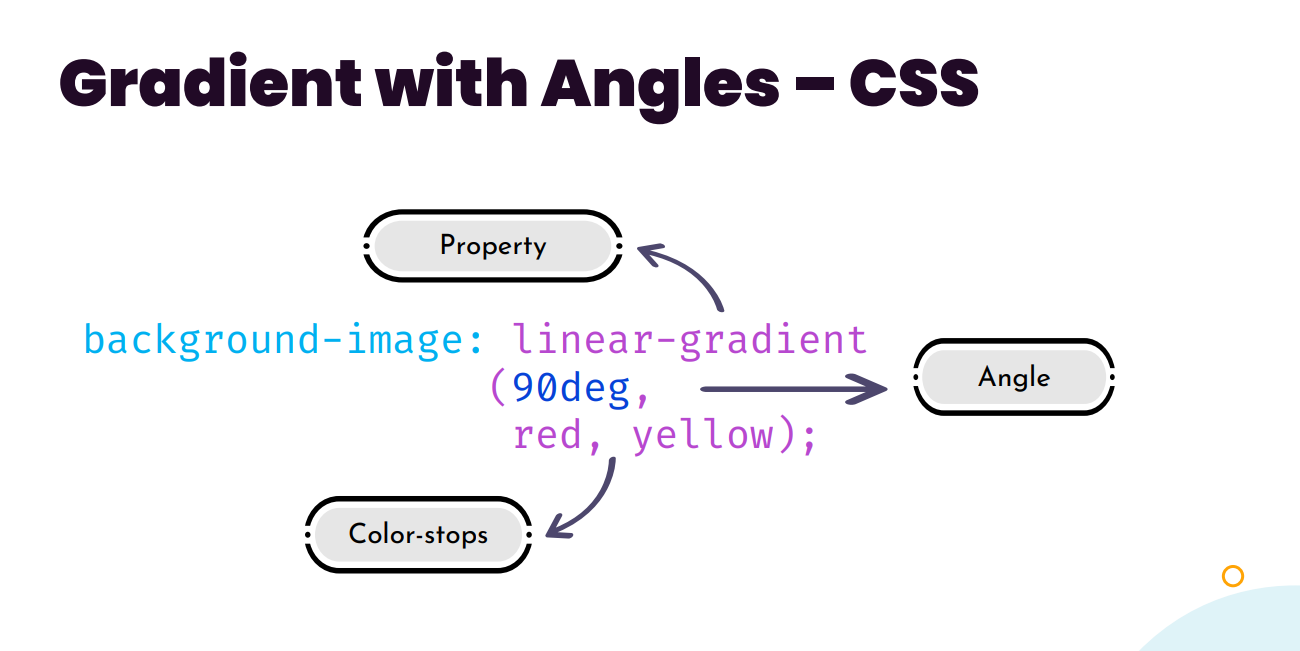 Gradient with Angles – CSS
Property
background-image: linear-gradient
(90deg,
Angle
red, yellow);
Color-stops